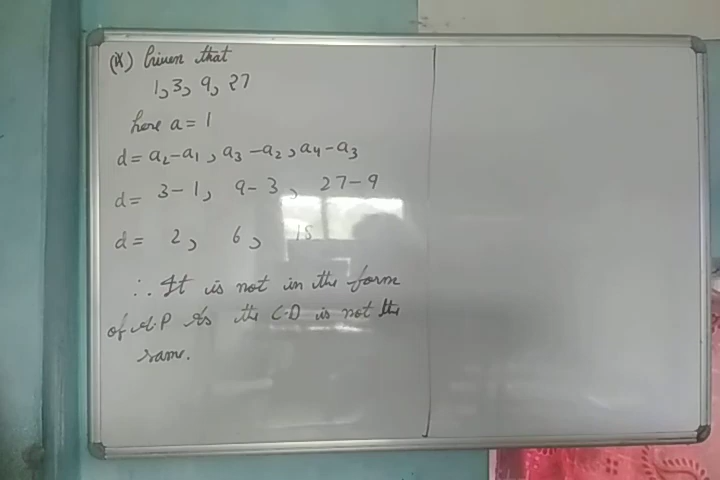 (x) Given that
1, 3, 9, 27
here a = 1
d = a₂-a₁, a₃-a₂, a₄-a₃
d = 3-1, 9-3, 27-9
d = 2, 6, 18
∴ It is not in the form
of A.P As the C.D is not the
same.